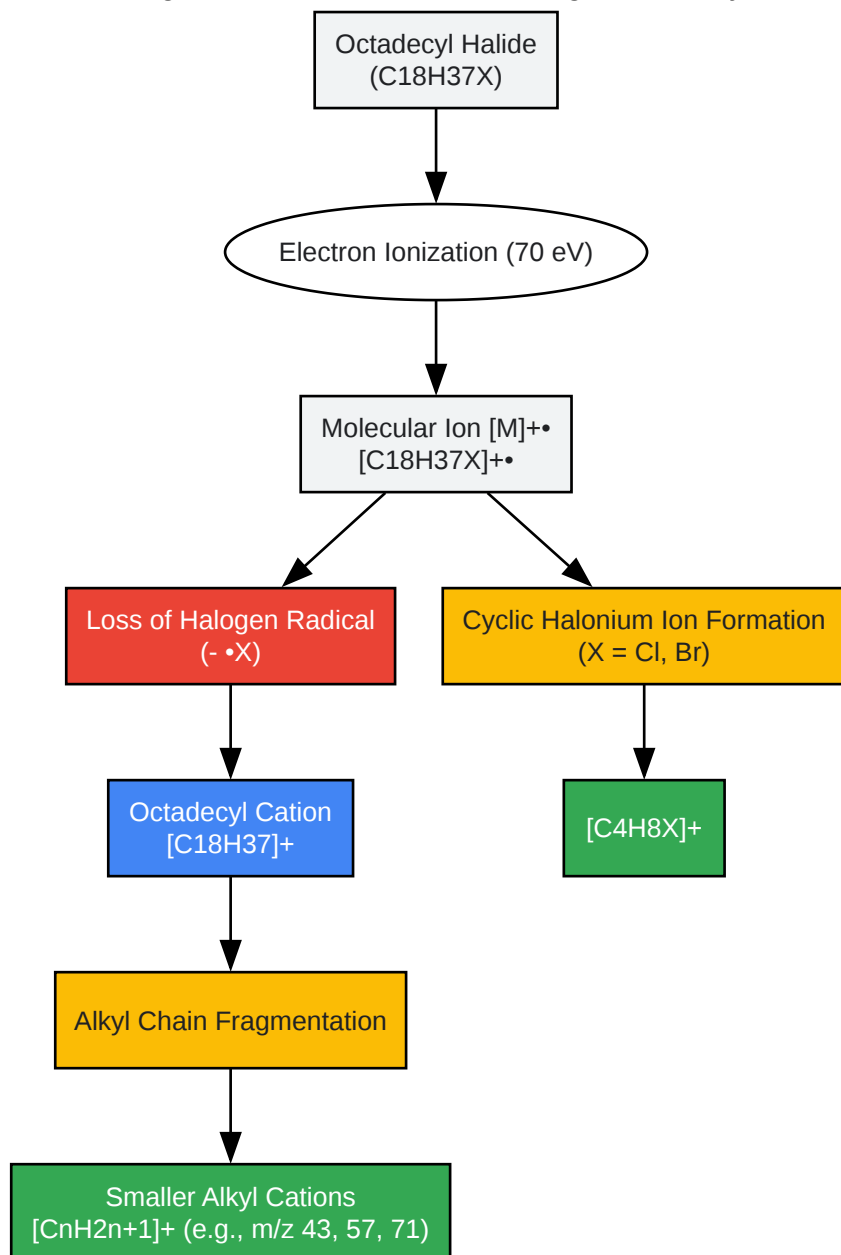 Octadecyl Halide
(C18H37X)
Electron Ionization (70 eV)
Molecular Ion [M]+•
[C18H37X]+•
Loss of Halogen Radical
(- •X)
Cyclic Halonium Ion Formation
(X = Cl, Br)
Octadecyl Cation
[C18H37]+
[C4H8X]+
Alkyl Chain Fragmentation
Smaller Alkyl Cations
[CnH2n+1]+ (e.g., m/z 43, 57, 71)